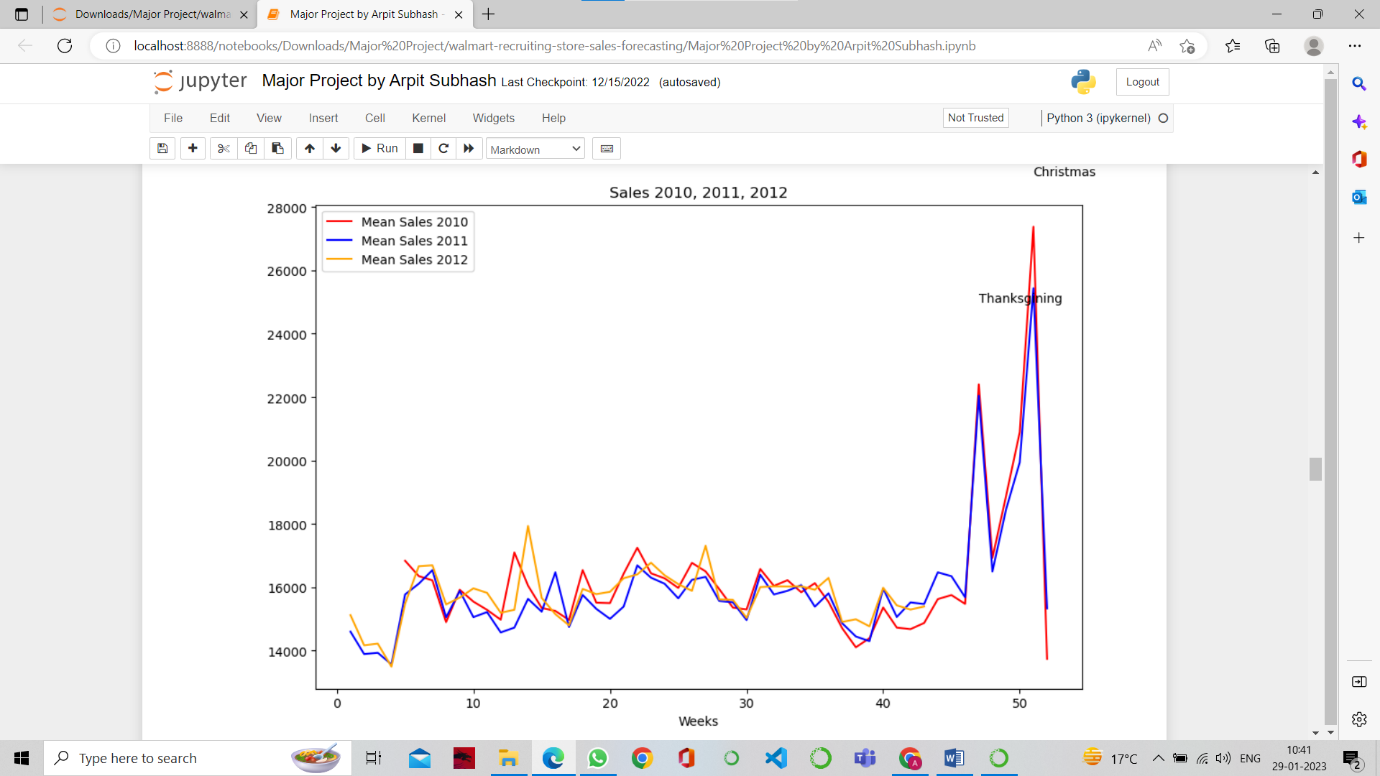 Downloads/Major Project/walma
Major Project by Arpit Subhash -
localhost:8888/notebooks/Downloads/Major%20Project/walmart-recruiting-store-sales-forecasting/Major%20Project%20by%20Arpit%20Subhash.ipynb
jupyter Major Project by Arpit Subhash Last Checkpoint: 12/15/2022 (autosaved)
Logout
File Edit View Insert Cell Kernel Widgets Help
Not Trusted
Python 3 (ipykernel)
Run
Markdown
Christmas
Sales 2010, 2011, 2012
Mean Sales 2010
Mean Sales 2011
Mean Sales 2012
Thanksgining
28000
26000
24000
22000
20000
18000
16000
14000
0 10 20 30 40 50
Weeks
Type here to search
17°C
ENG
10:41
29-01-2023
2